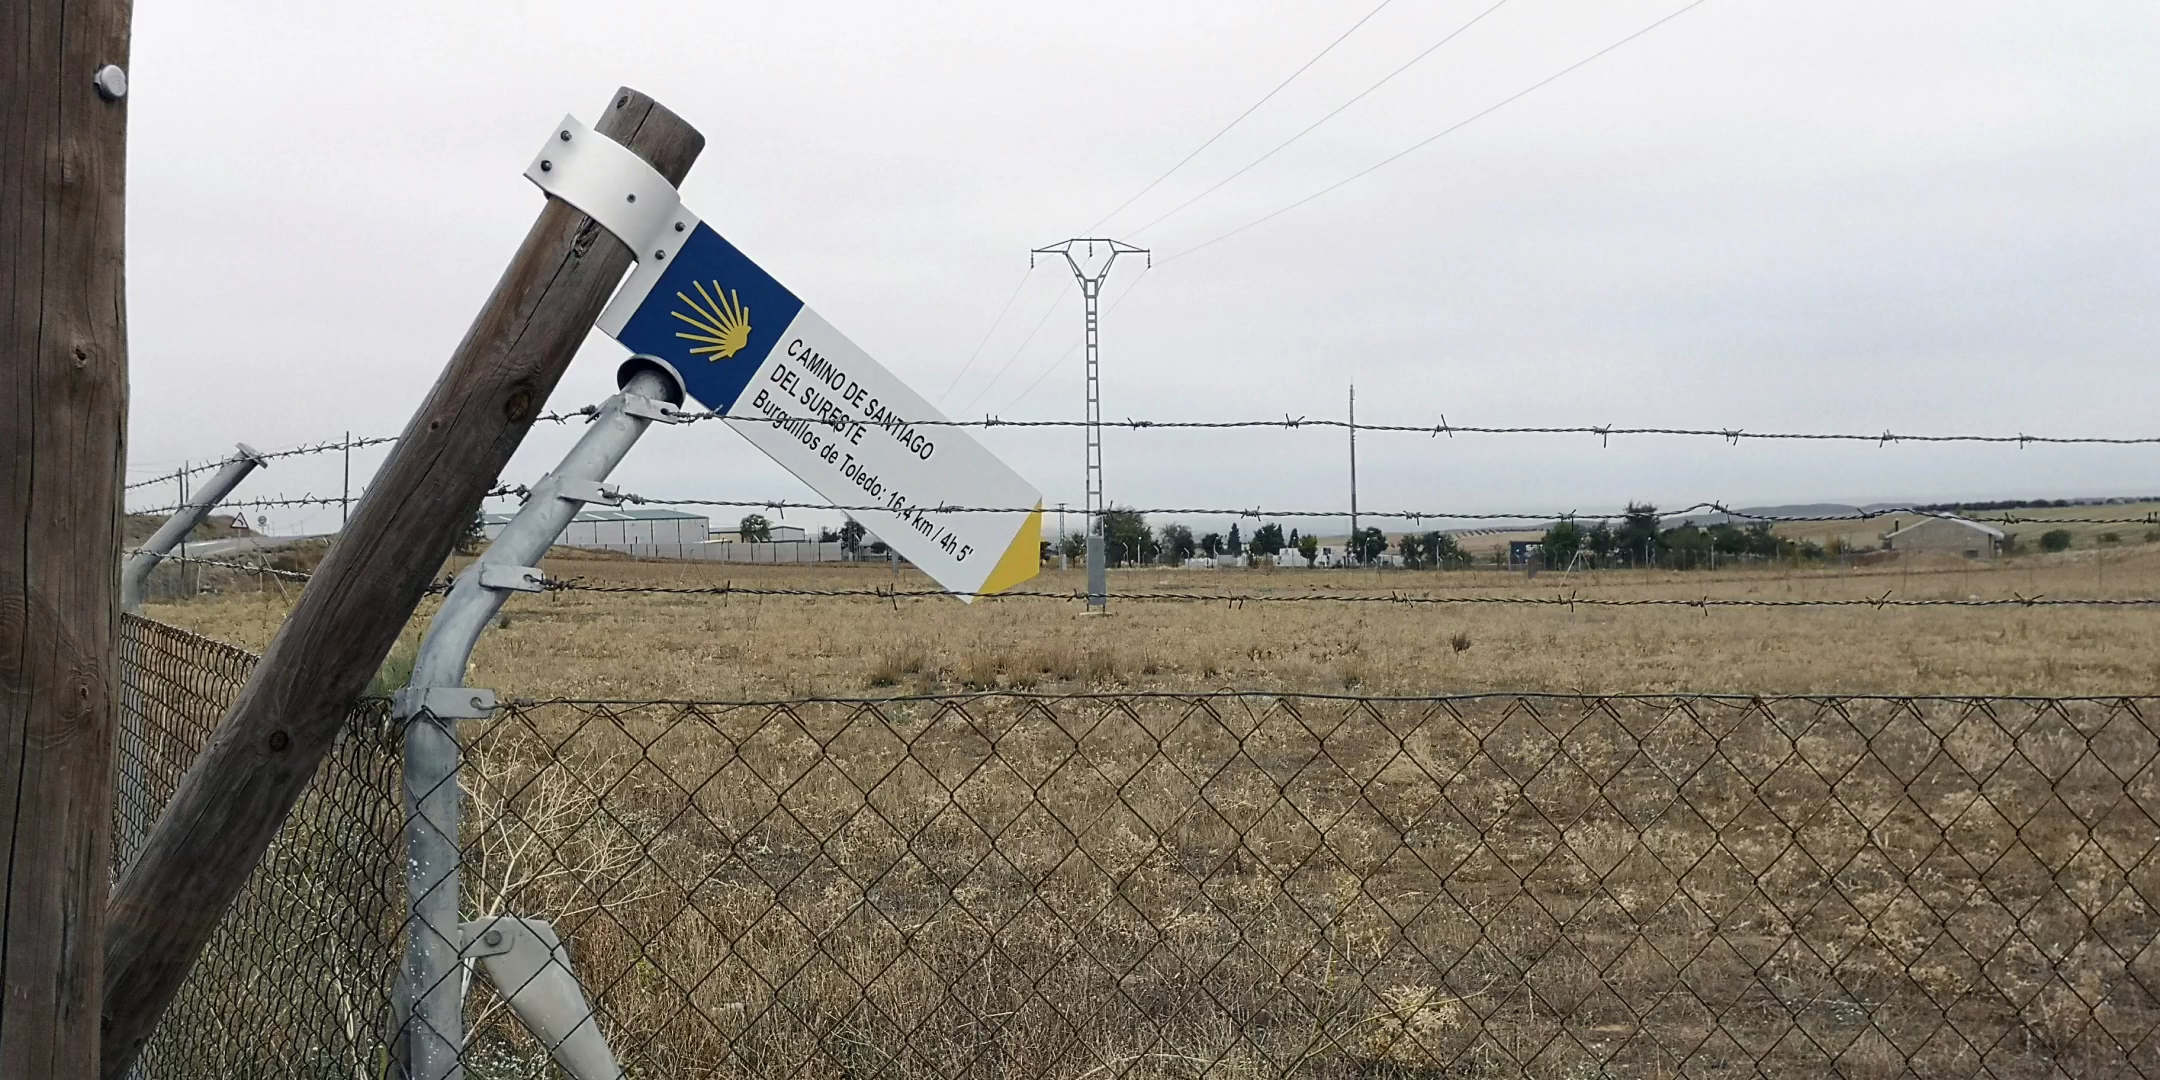 CAMINO DE SANTIAGO
DEL SURESTE
Burguillos de Toledo: 16,4 km / 4h 5'